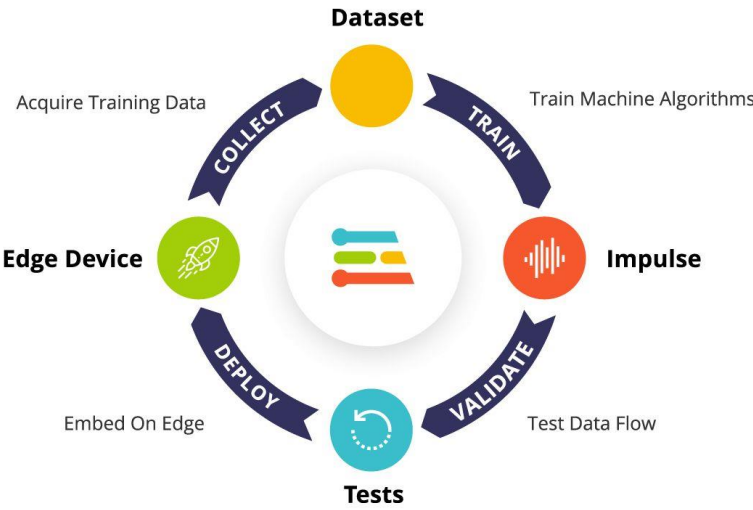 Dataset
Acquire Training Data
Train Machine Algorithms
COLLECT
TRAIN
Edge Device
Impulse
DEPLOY
VALIDATE
Embed On Edge
Test Data Flow
Tests